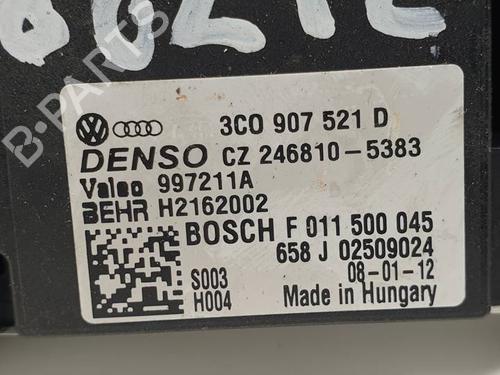 3C0 907 521 D
DENSO CZ 246810-5383
Valeo 997211A
BEHR H2162002
BOSCH F 011 500 045
658 J 02509024
08-01-12
S003
H004
Made in Hungary
B-PARTS